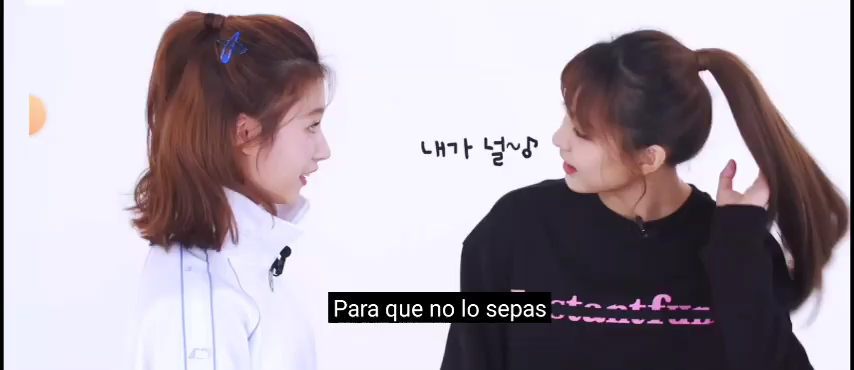 내가 널~♪
Para que no lo sepas